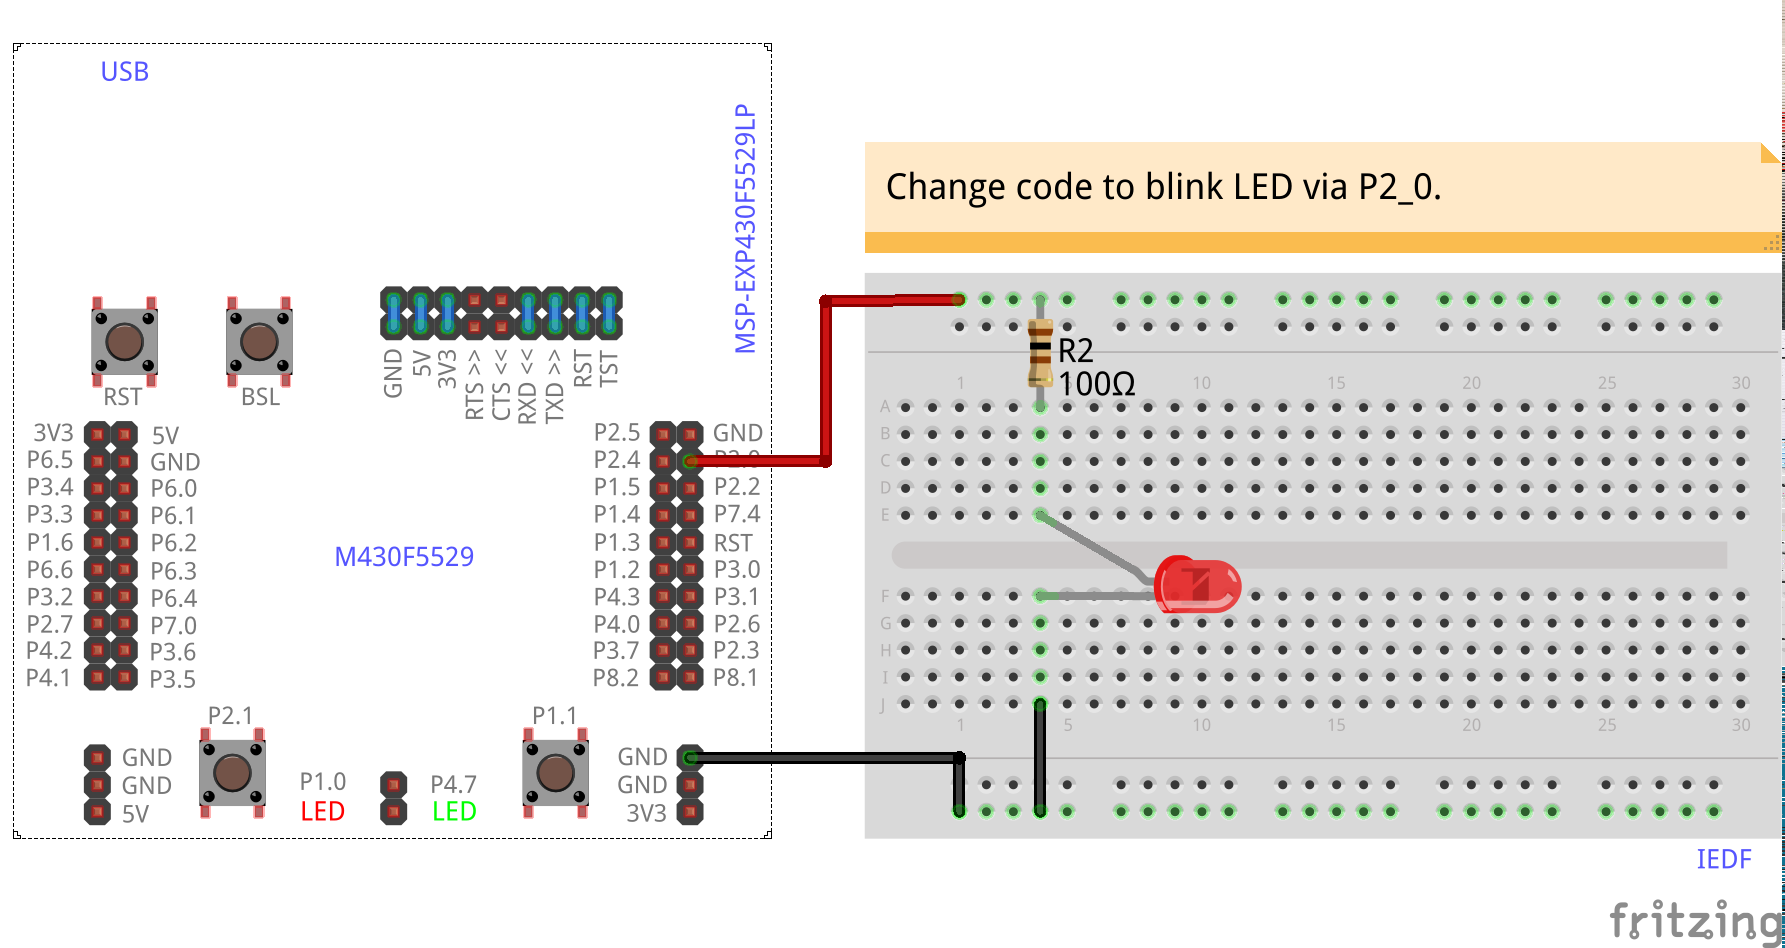 USB
MSP-EXP430F5529LP
Change code to blink LED via P2_0.
RST
BSL
GND
5V
3V3
RTS >>
CTS <<
RXD <<
TXD >>
RST
TST
3V3 5V
P6.5 GND
P3.4 P6.0
P3.3 P6.1
P1.6 P6.2
P6.6 P6.3
P3.2 P6.4
P2.7 P7.0
P4.2 P3.6
P4.1 P3.5
M430F5529
P2.5 GND
P2.4 P2.0
P1.5 P2.2
P1.4 P7.4
P1.3 RST
P1.2 P3.0
P4.3 P3.1
P4.0 P2.6
P3.7 P2.3
P8.2 P8.1
P2.1
P1.1
GND
GND
5V
P1.0
LED
P4.7
LED
GND
GND
3V3
R2
100Ω
1 5 10 15 20 25 30
A
B
C
D
E
F
G
H
I
J
1 5 10 15 20 25 30
IEDF
fritzing